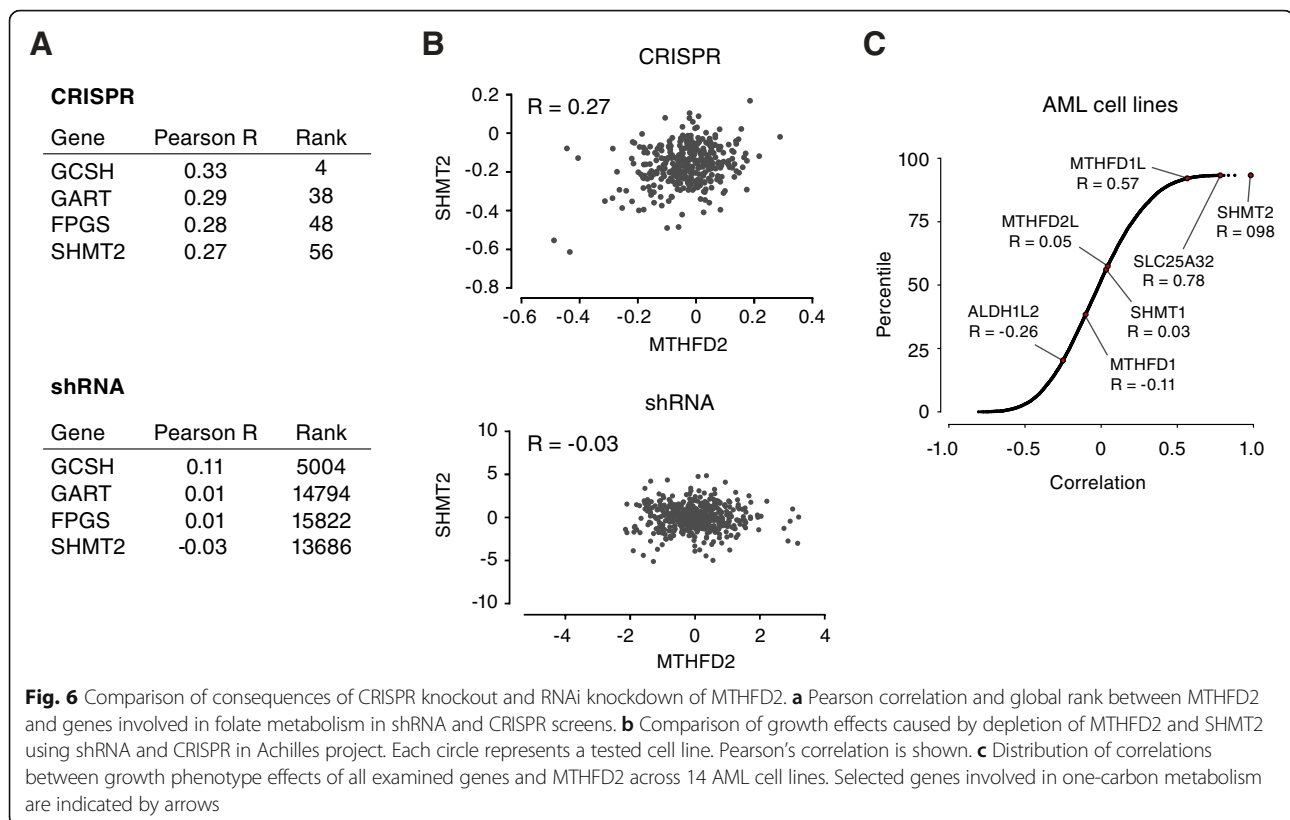 A
CRISPR
Gene Pearson R Rank
GCSH 0.33 4
GART 0.29 38
FPGS 0.28 48
SHMT2 0.27 56
shRNA
Gene Pearson R Rank
GCSH 0.11 5004
GART 0.01 14794
FPGS 0.01 15822
SHMT2 -0.03 13686
B
CRISPR
R = 0.27
0.2
0
-0.2
-0.4
-0.6
-0.8
SHMT2
-0.6 -0.4 -0.2 0 0.2 0.4
MTHFD2
shRNA
R = -0.03
10
5
0
-5
-10
SHMT2
-4 -2 0 2 4
MTHFD2
C
AML cell lines
100
75
50
25
0
Percentile
MTHFD1L
R = 0.57
MTHFD2L
R = 0.05
SHMT2
R = 098
SLC25A32
R = 0.78
ALDH1L2
R = -0.26
SHMT1
R = 0.03
MTHFD1
R = -0.11
-1.0 -0.5 0 0.5 1.0
Correlation
Fig. 6 Comparison of consequences of CRISPR knockout and RNAi knockdown of MTHFD2. a Pearson correlation and global rank between MTHFD2
and genes involved in folate metabolism in shRNA and CRISPR screens. b Comparison of growth effects caused by depletion of MTHFD2 and SHMT2
using shRNA and CRISPR in Achilles project. Each circle represents a tested cell line. Pearson's correlation is shown. c Distribution of correlations
between growth phenotype effects of all examined genes and MTHFD2 across 14 AML cell lines. Selected genes involved in one-carbon metabolism
are indicated by arrows